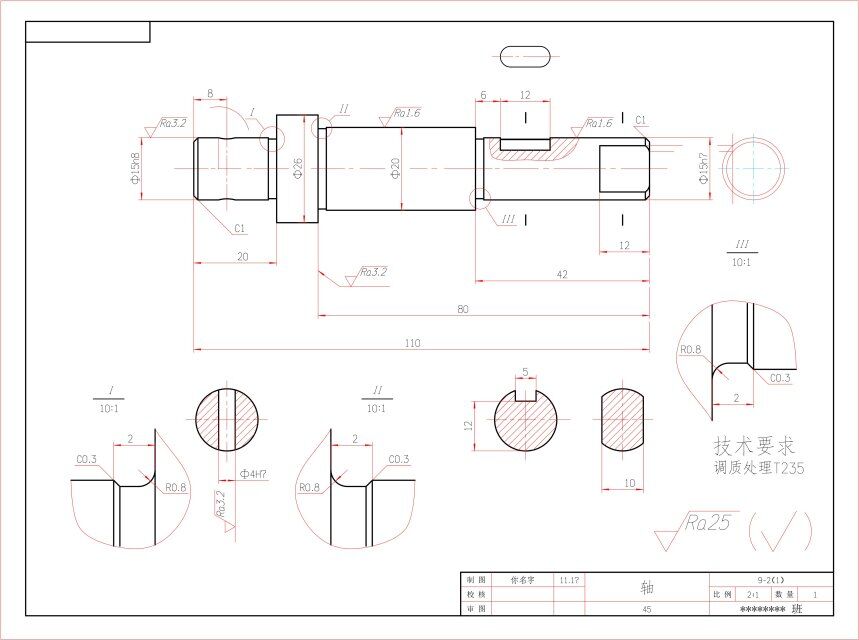 6 12
8 I II Ra1.6 Ra1.6 C1
Ra3.2
Φ15h8 Φ26 Φ20 Φ15h7
C1 III
20 Ra3.2 12
42
80
110
III
10:1
R0.8
C0.3
2
I
10:1
2
C0.3
R0.8
Φ4H7
Ra3.2
II
10:1
2
C0.3
R0.8
5
12
10
技术要求
调质处理T235
Ra25 ( )
制图 你名字 11.17 轴 9-2(1)
校核 比例 2:1 数量 1
审图 45 ******** 班